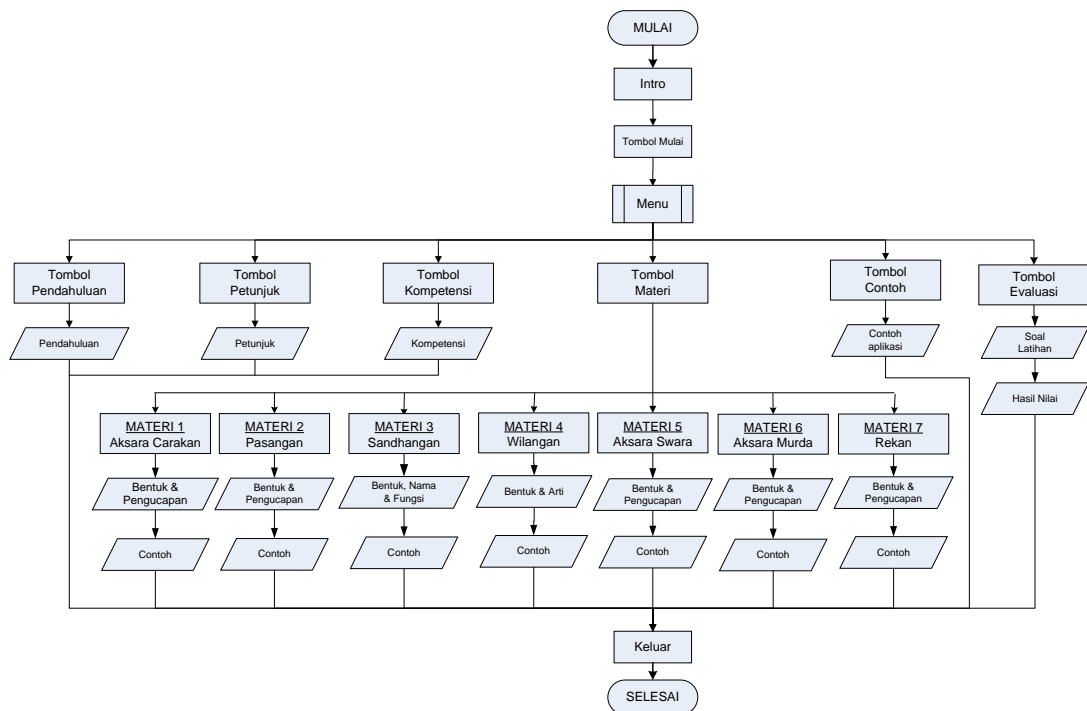 MULAI
Intro
Tombol Mulai
Menu
Tombol
Pendahuluan
Tombol
Petunjuk
Tombol
Kompetensi
Tombol
Materi
Tombol
Contoh
Tombol
Evaluasi
Pendahuluan
Petunjuk
Kompetensi
Contoh
aplikasi
Soal
Latihan
Hasil Nilai
MATERI 1
Aksara Carakan
MATERI 2
Pasangan
MATERI 3
Sandhangan
MATERI 4
Wilangan
MATERI 5
Aksara Swara
MATERI 6
Aksara Murda
MATERI 7
Rekan
Bentuk &
Pengucapan
Bentuk &
Pengucapan
Bentuk, Nama
& Fungsi
Bentuk & Arti
Bentuk &
Pengucapan
Bentuk &
Pengucapan
Bentuk &
Pengucapan
Contoh
Contoh
Contoh
Contoh
Contoh
Contoh
Contoh
Keluar
SELESAI